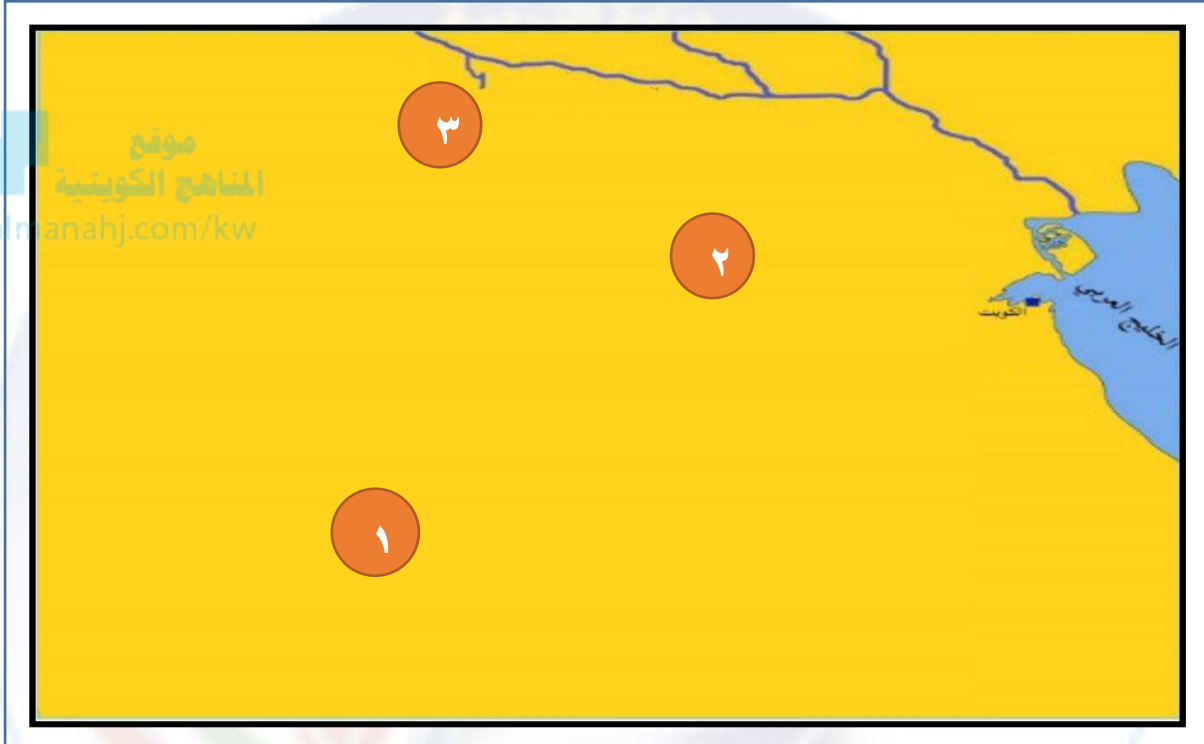 موقع
المناهج الكويتية
almanahj.com/kw
٣
٢
الخليج العربي
الكويت
١